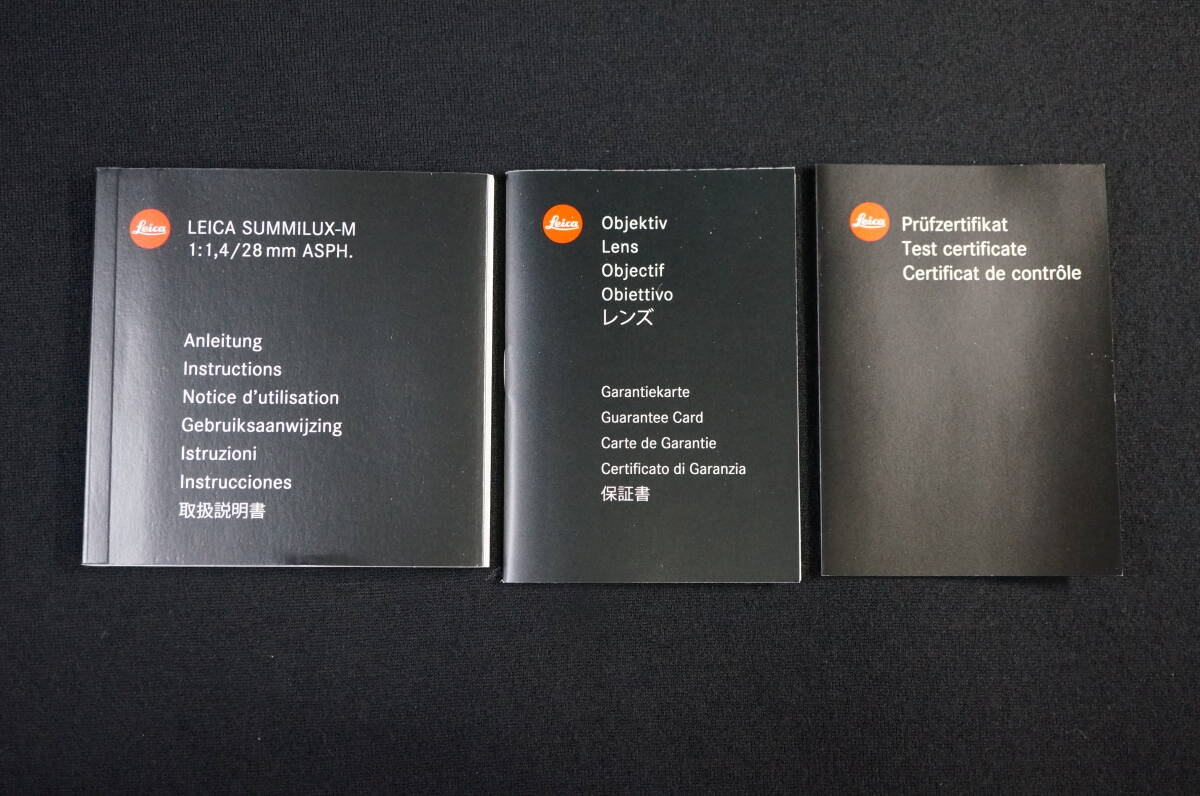 Leica
LEICA SUMMILUX-M
1:1,4/28 mm ASPH.
Anleitung
Instructions
Notice d'utilisation
Gebruiksaanwijzing
Istruzioni
Instrucciones
取扱説明書
Leica
Objektiv
Lens
Objectif
Obiettivo
レンズ
Garantiekarte
Guarantee Card
Carte de Garantie
Certificato di Garanzia
保証書
Leica
Prüfzertifikat
Test certificate
Certificat de contrôle